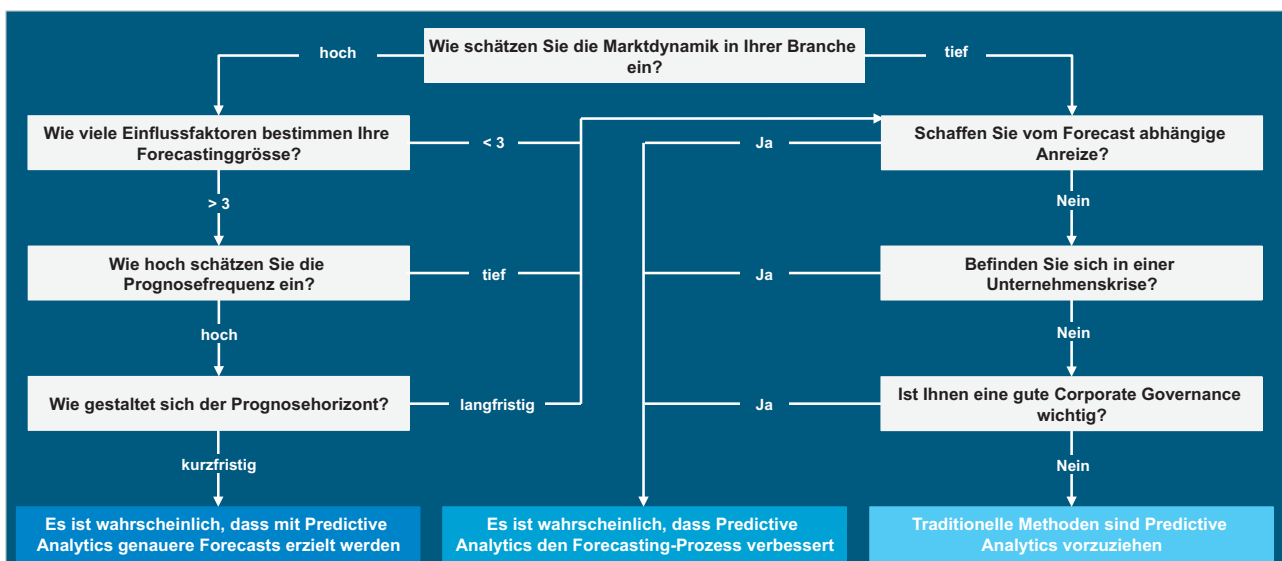 Wie schätzen Sie die Marktdynamik in Ihrer Branche
ein?
hoch
tief
Wie viele Einflussfaktoren bestimmen Ihre
Forecastinggrösse?
< 3
Ja
Schaffen Sie vom Forecast abhängige
Anreize?
> 3
Nein
Wie hoch schätzen Sie die
Prognosefrequenz ein?
tief
Ja
Befinden Sie sich in einer
Unternehmenskrise?
hoch
Nein
Wie gestaltet sich der Prognosehorizont?
langfristig
Ja
Ist Ihnen eine gute Corporate Governance
wichtig?
kurzfristig
Nein
Es ist wahrscheinlich, dass mit Predictive
Analytics genauere Forecasts erzielt werden
Es ist wahrscheinlich, dass Predictive
Analytics den Forecasting-Prozess verbessert
Traditionelle Methoden sind Predictive
Analytics vorzuziehen